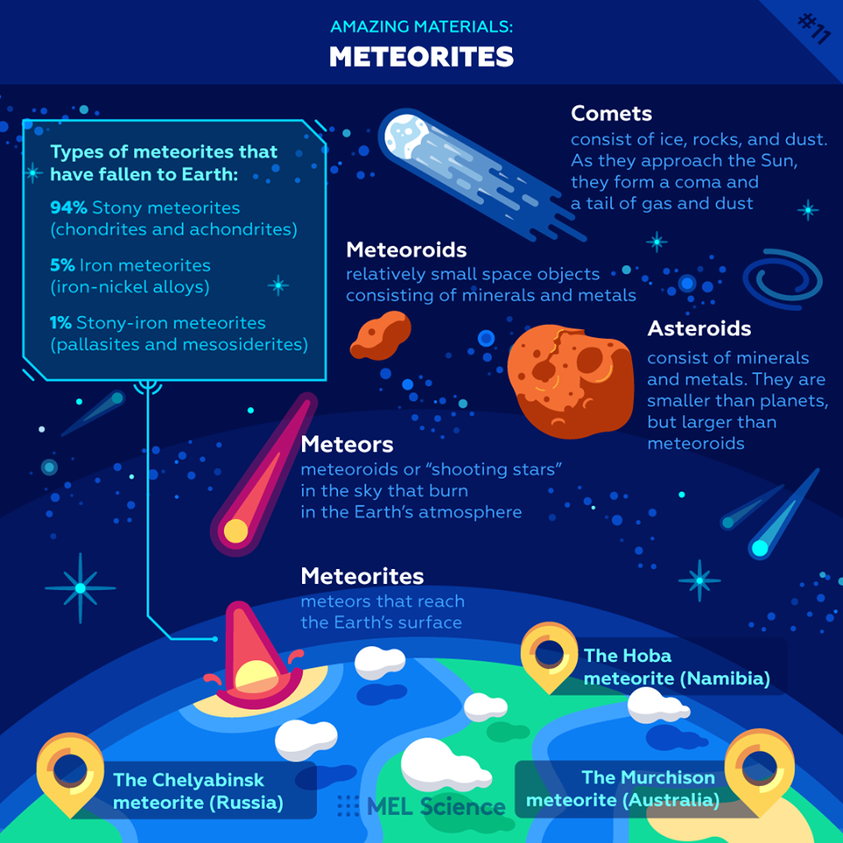 AMAZING MATERIALS:
METEORITES
#11
Types of meteorites that
have fallen to Earth:
94% Stony meteorites
(chondrites and achondrites)
5% Iron meteorites
(iron-nickel alloys)
1% Stony-iron meteorites
(pallasites and mesosiderites)
Comets
consist of ice, rocks, and dust.
As they approach the Sun,
they form a coma and
a tail of gas and dust
Meteoroids
relatively small space objects
consisting of minerals and metals
Asteroids
consist of minerals
and metals. They are
smaller than planets,
but larger than
meteoroids
Meteors
meteoroids or “shooting stars”
in the sky that burn
in the Earth’s atmosphere
Meteorites
meteors that reach
the Earth’s surface
The Hoba
meteorite (Namibia)
The Chelyabinsk
meteorite (Russia)
The Murchison
meteorite (Australia)
MEL Science